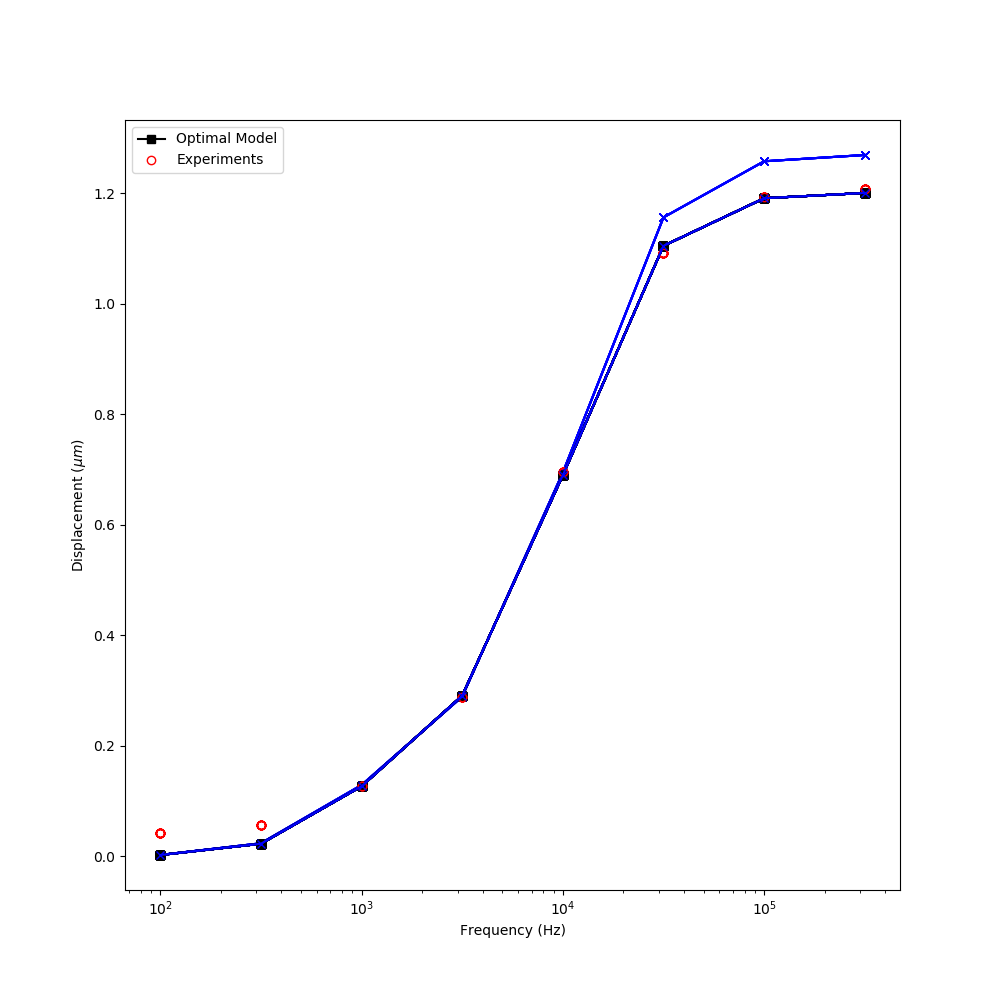 Optimal Model
Experiments
1.2
1.0
0.8
0.6
0.4
0.2
0.0
Displacement (μm)
10² 10³ 10⁴ 10⁵
Frequency (Hz)